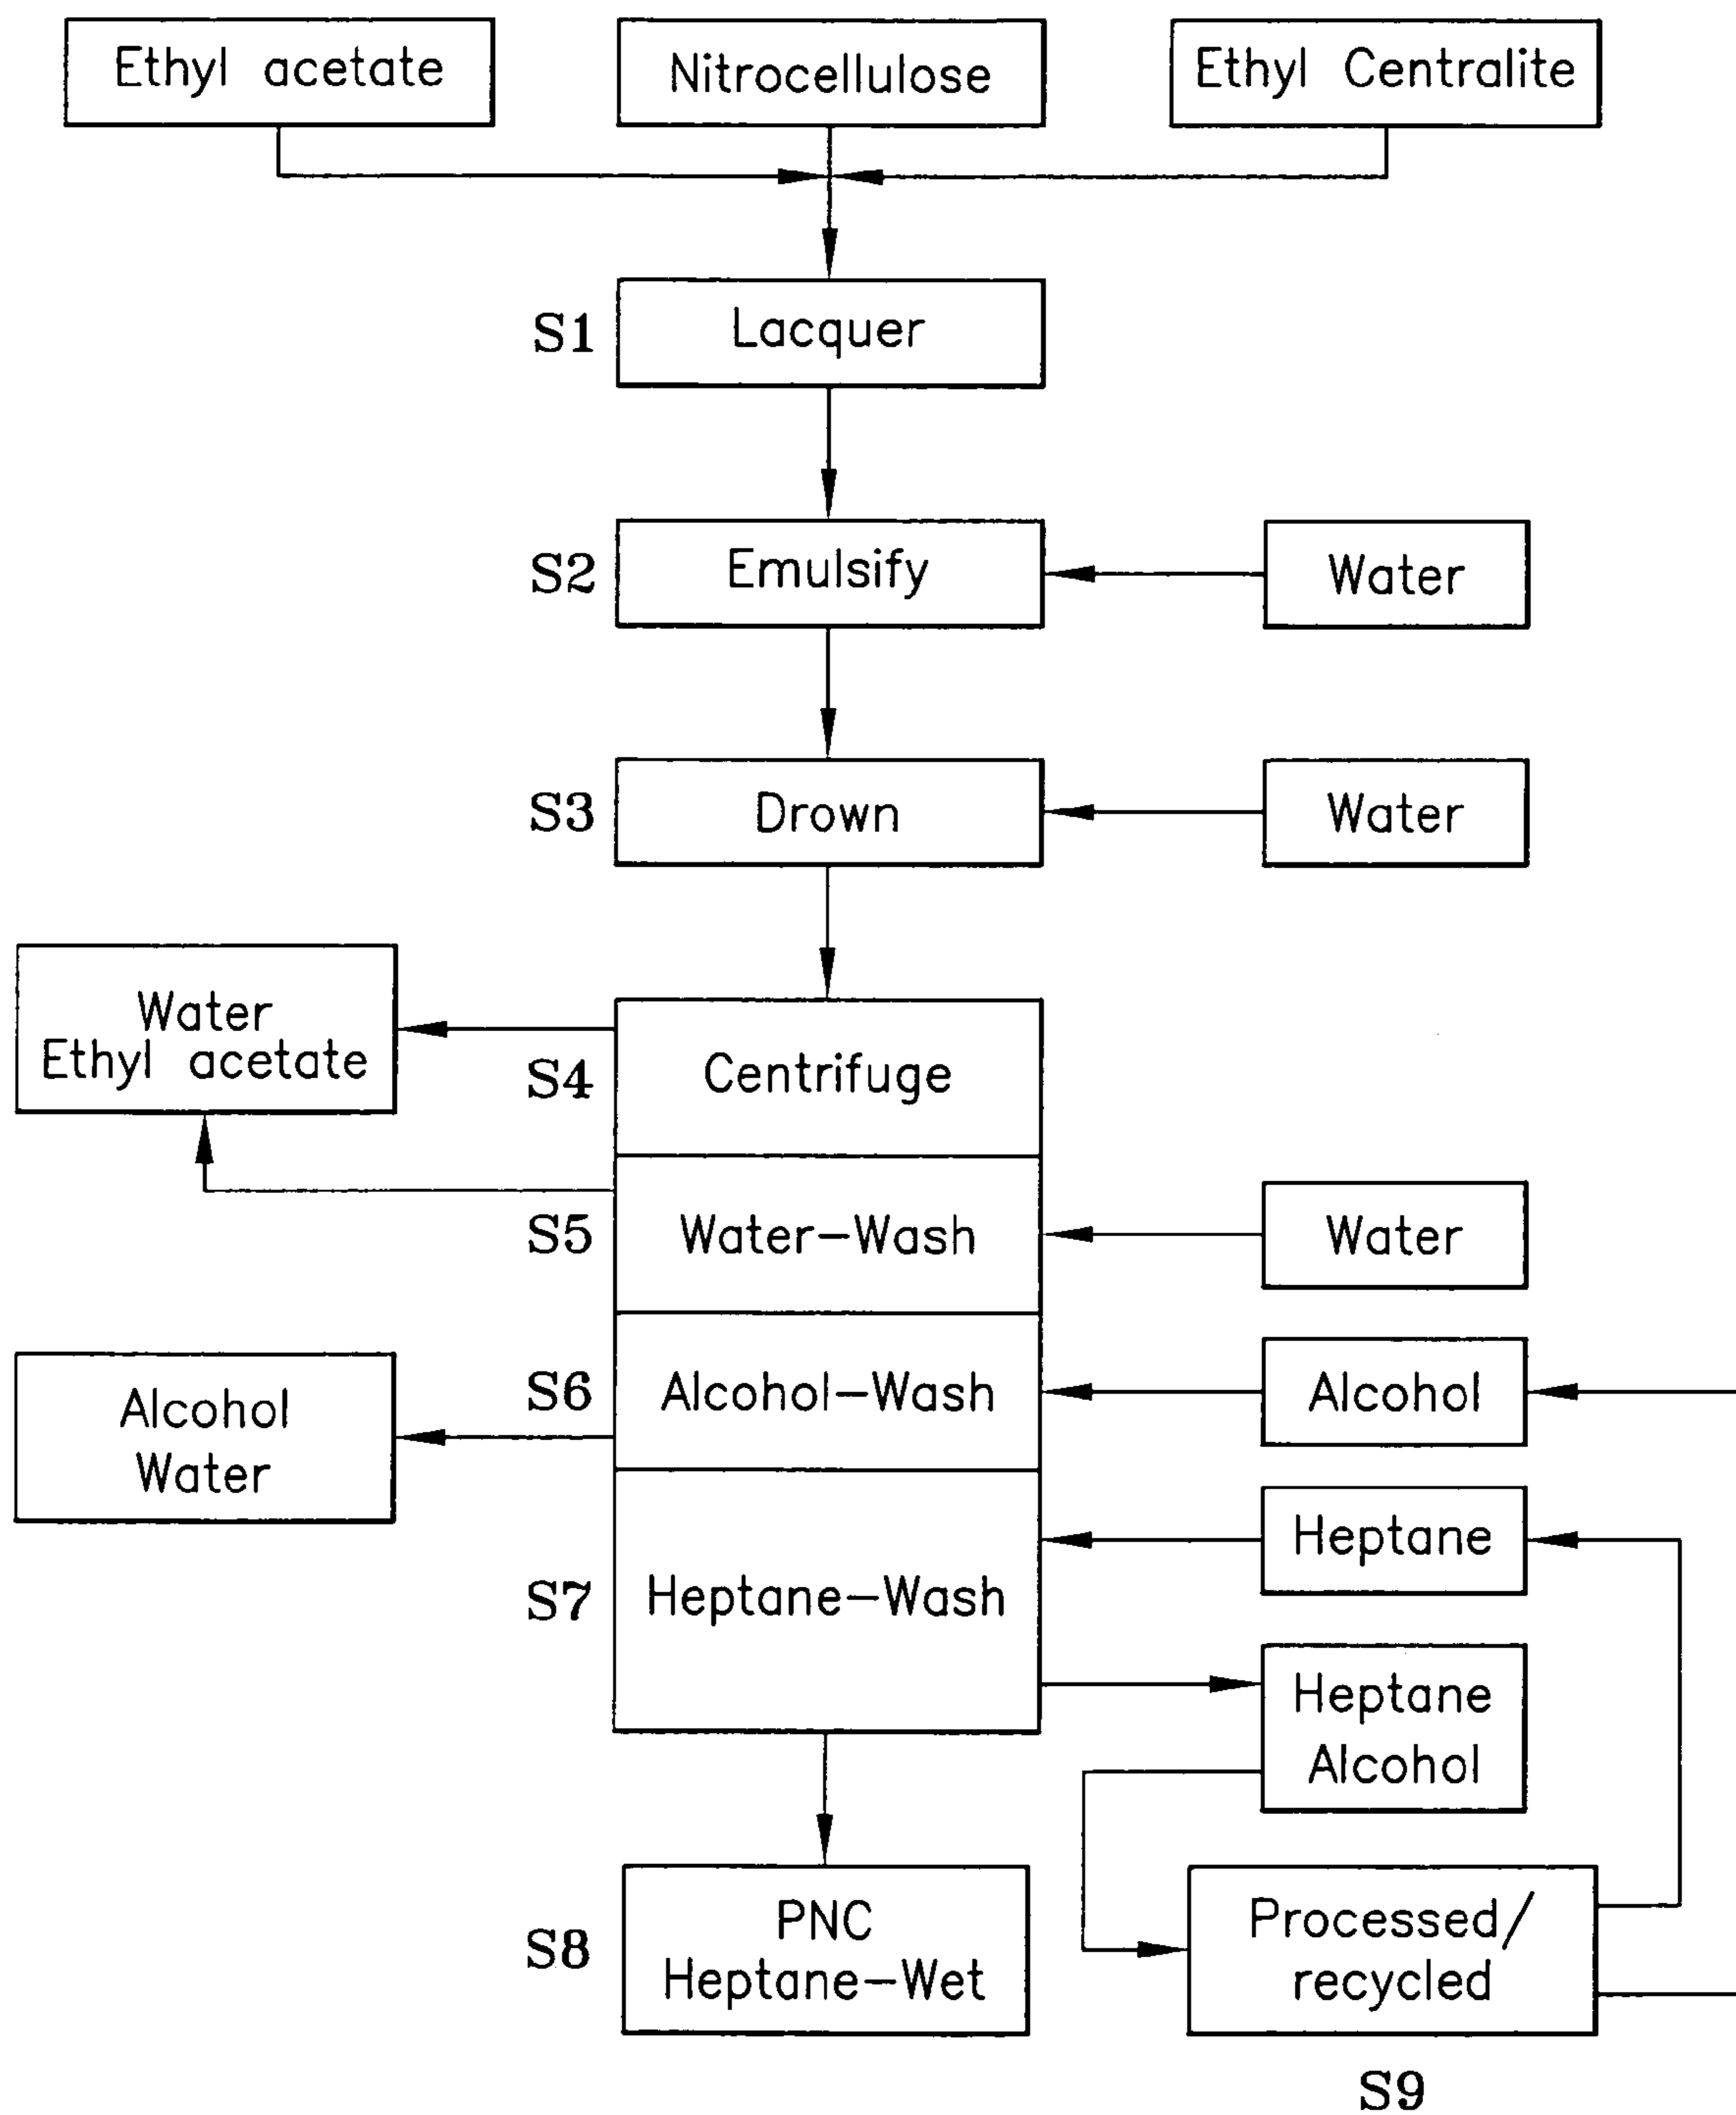 Ethyl acetate
Nitrocellulose
Ethyl Centralite
S1
Lacquer
S2
Emulsify
Water
S3
Drown
Water
Water
Ethyl acetate
S4
Centrifuge
S5
Water-Wash
Water
Alcohol
Water
S6
Alcohol-Wash
Alcohol
S7
Heptane-Wash
Heptane
Heptane
Alcohol
S8
PNC
Heptane-Wet
Processed/
recycled
S9